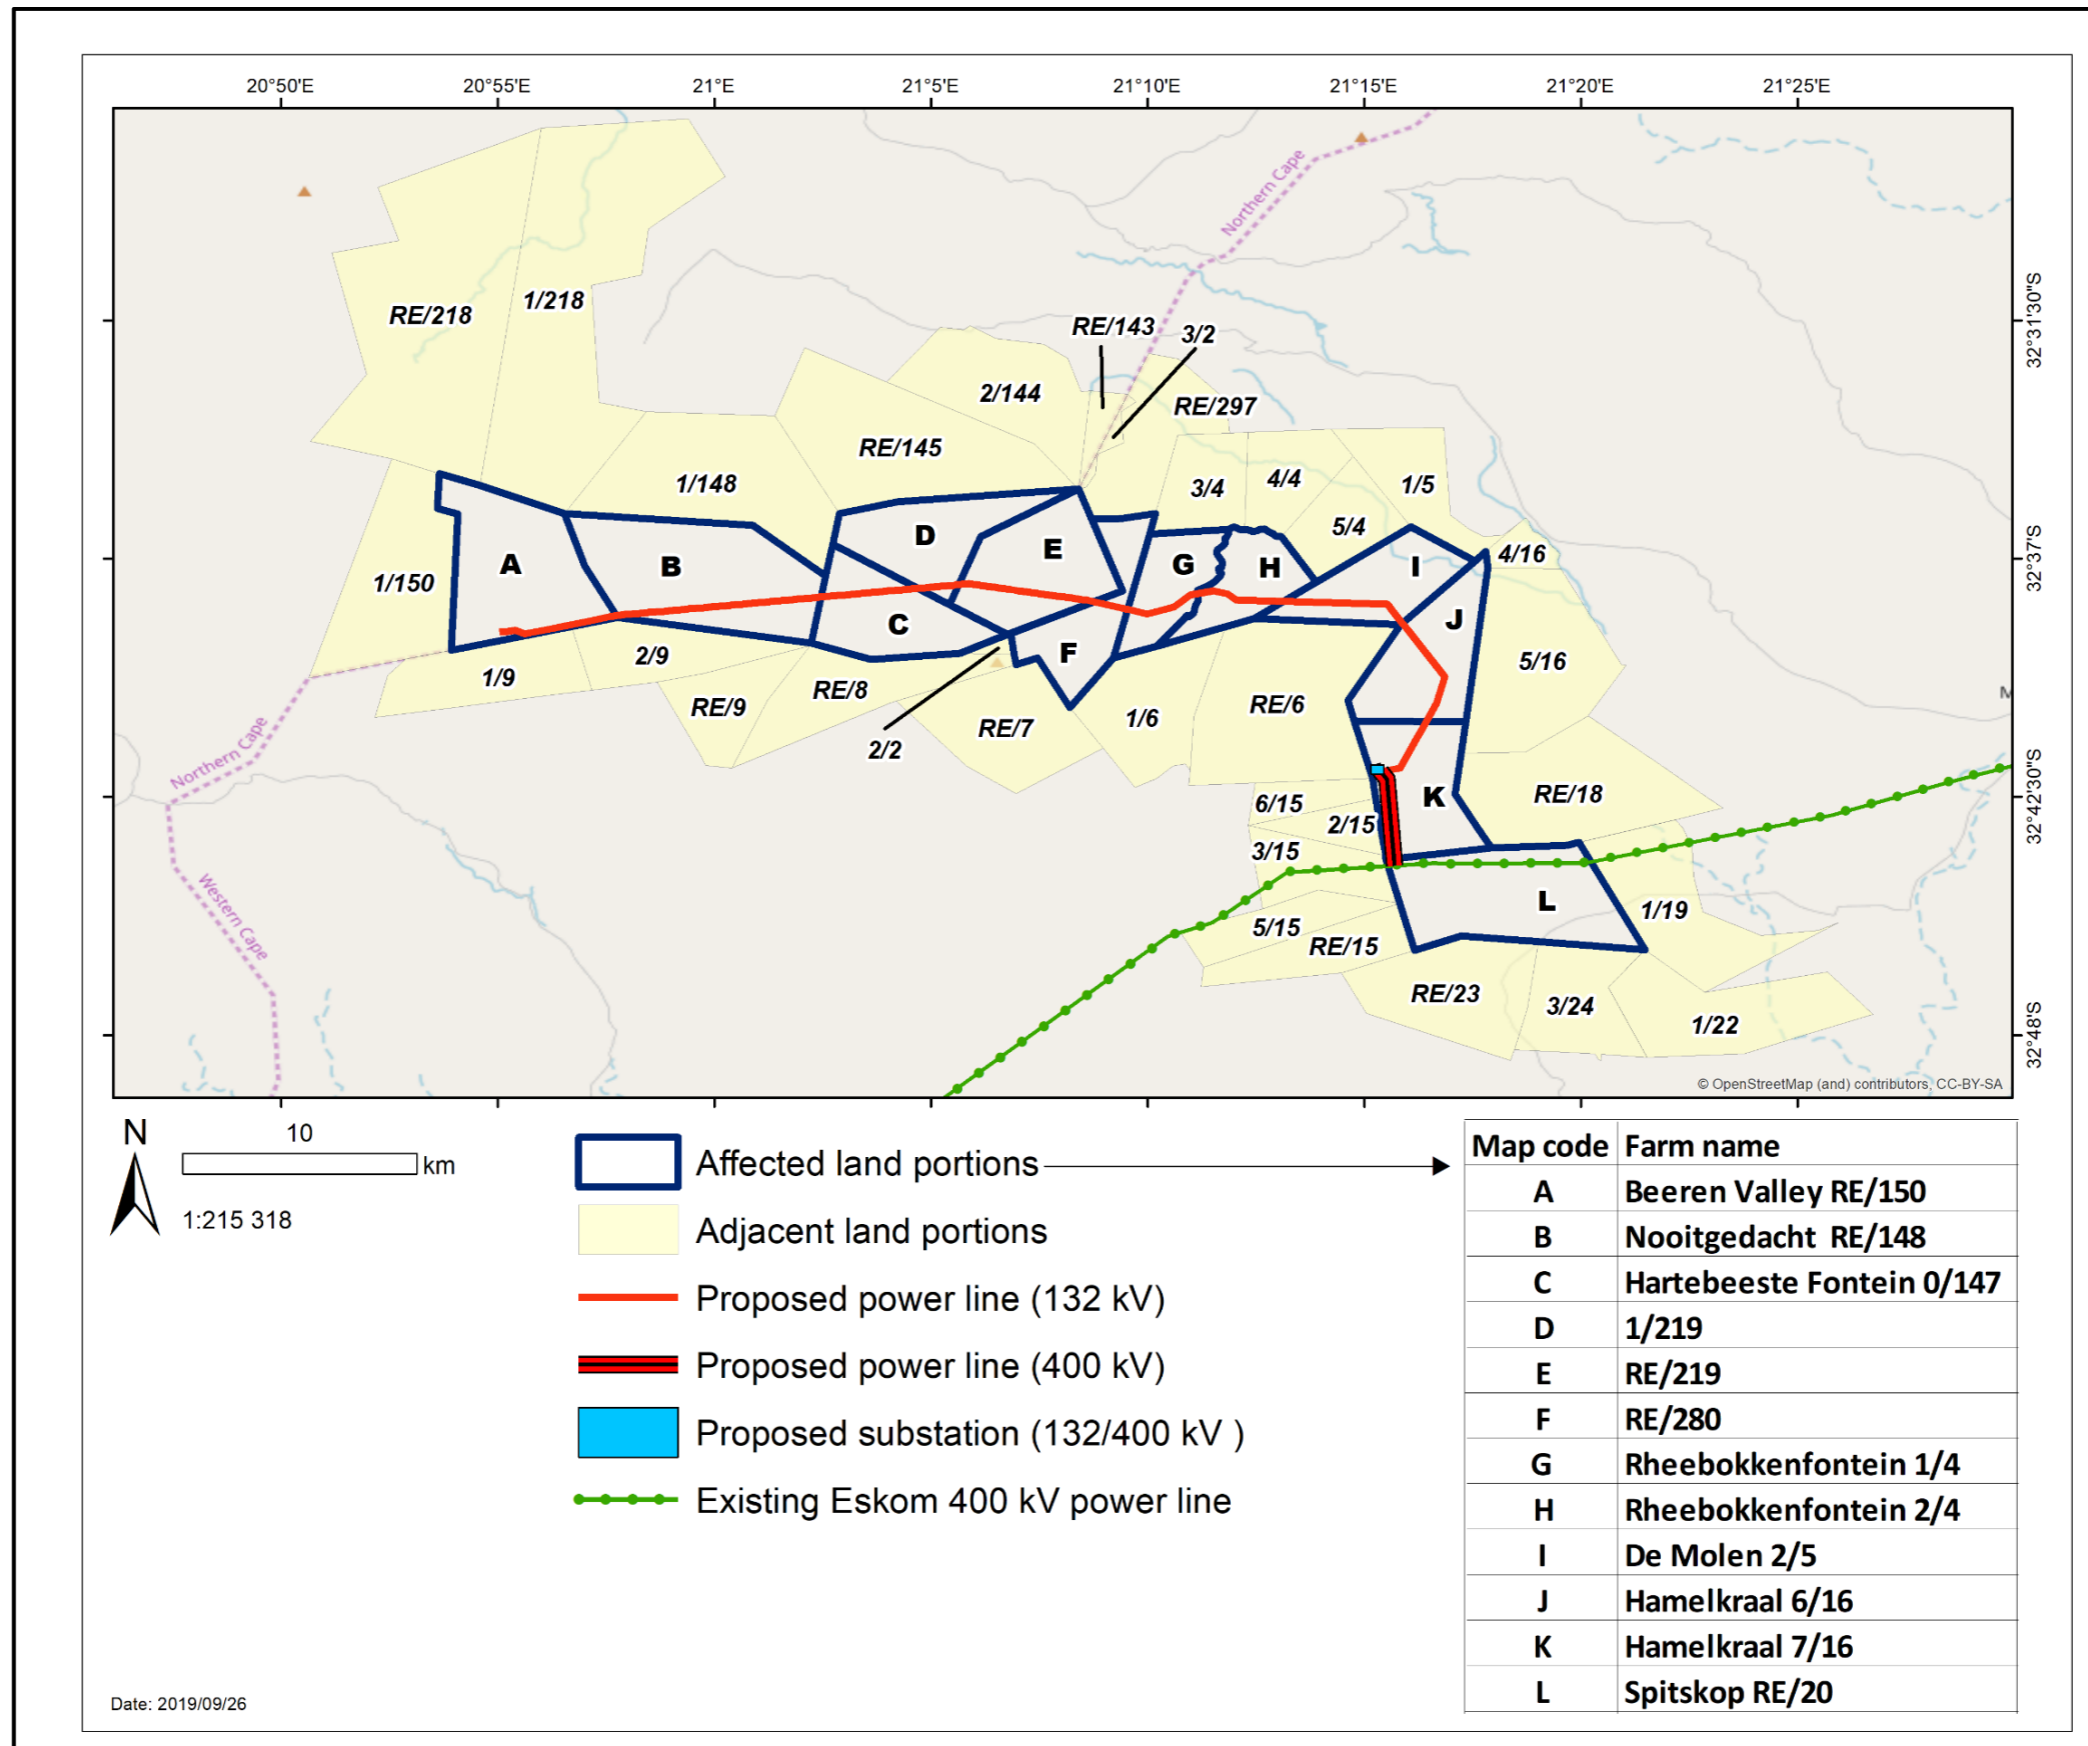 20°50'E 20°55'E 21°E 21°5'E 21°10'E 21°15'E 21°20'E 21°25'E
Northern Cape
RE/218
1/218
32°31'30"S
RE/143
3/2
2/144
RE/297
RE/145
1/148
3/4
4/4
1/5
5/4
4/16
32°37'S
A
B
D
E
G
H
I
1/150
J
C
F
1/9
2/9
RE/9
RE/8
2/2
RE/7
1/6
RE/6
5/16
M
Northern Cape
Western Cape
6/15
2/15
3/15
K
RE/18
32°42'30"S
L
1/19
5/15
RE/15
RE/23
3/24
1/22
32°48'S
© OpenStreetMap (and) contributors, CC-BY-SA
N
10
km
1:215 318
Affected land portions
Adjacent land portions
Proposed power line (132 kV)
Proposed power line (400 kV)
Proposed substation (132/400 kV )
Existing Eskom 400 kV power line
Map code Farm name
A Beeren Valley RE/150
B Nooitgedacht RE/148
C Hartebeeste Fontein 0/147
D 1/219
E RE/219
F RE/280
G Rheebokkenfontein 1/4
H Rheebokkenfontein 2/4
I De Molen 2/5
J Hamelkraal 6/16
K Hamelkraal 7/16
L Spitskop RE/20
Date: 2019/09/26